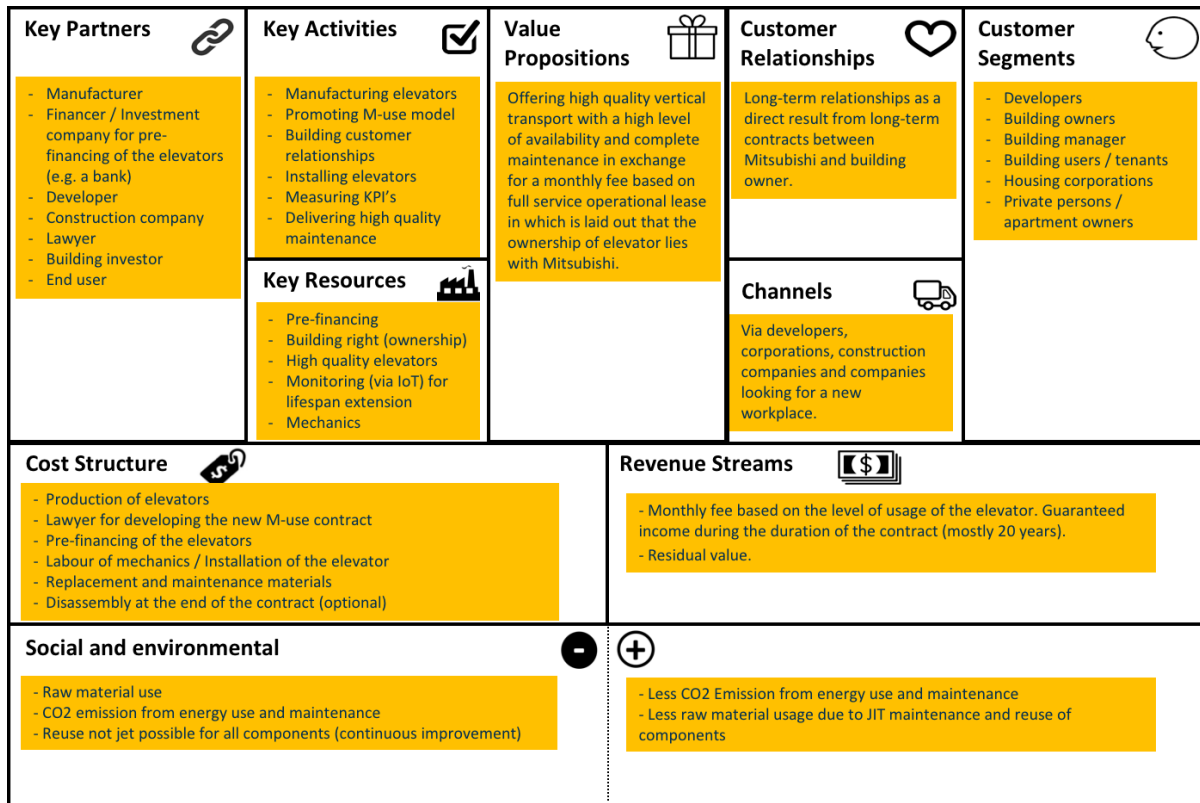 Key Partners
- Manufacturer
- Financer / Investment
company for pre-
financing of the elevators
(e.g. a bank)
- Developer
- Construction company
- Lawyer
- Building investor
- End user
Key Activities
- Manufacturing elevators
- Promoting M-use model
- Building customer
relationships
- Installing elevators
- Measuring KPI's
- Delivering high quality
maintenance
Key Resources
- Pre-financing
- Building right (ownership)
- High quality elevators
- Monitoring (via IoT) for
lifespan extension
- Mechanics
Value
Propositions
Offering high quality vertical
transport with a high level
of availability and complete
maintenance in exchange
for a monthly fee based on
full service operational lease
in which is laid out that the
ownership of elevator lies
with Mitsubishi.
Customer
Relationships
Long-term relationships as a
direct result from long-term
contracts between
Mitsubishi and building
owner.
Channels
Via developers,
corporations, construction
companies and companies
looking for a new
workplace.
Customer
Segments
- Developers
- Building owners
- Building manager
- Building users / tenants
- Housing corporations
- Private persons /
apartment owners
Cost Structure
- Production of elevators
- Lawyer for developing the new M-use contract
- Pre-financing of the elevators
- Labour of mechanics / Installation of the elevator
- Replacement and maintenance materials
- Disassembly at the end of the contract (optional)
Revenue Streams
- Monthly fee based on the level of usage of the elevator. Guaranteed
income during the duration of the contract (mostly 20 years).
- Residual value.
Social and environmental
- Raw material use
- CO2 emission from energy use and maintenance
- Reuse not jet possible for all components (continuous improvement)
- Less CO2 Emission from energy use and maintenance
- Less raw material usage due to JIT maintenance and reuse of
components